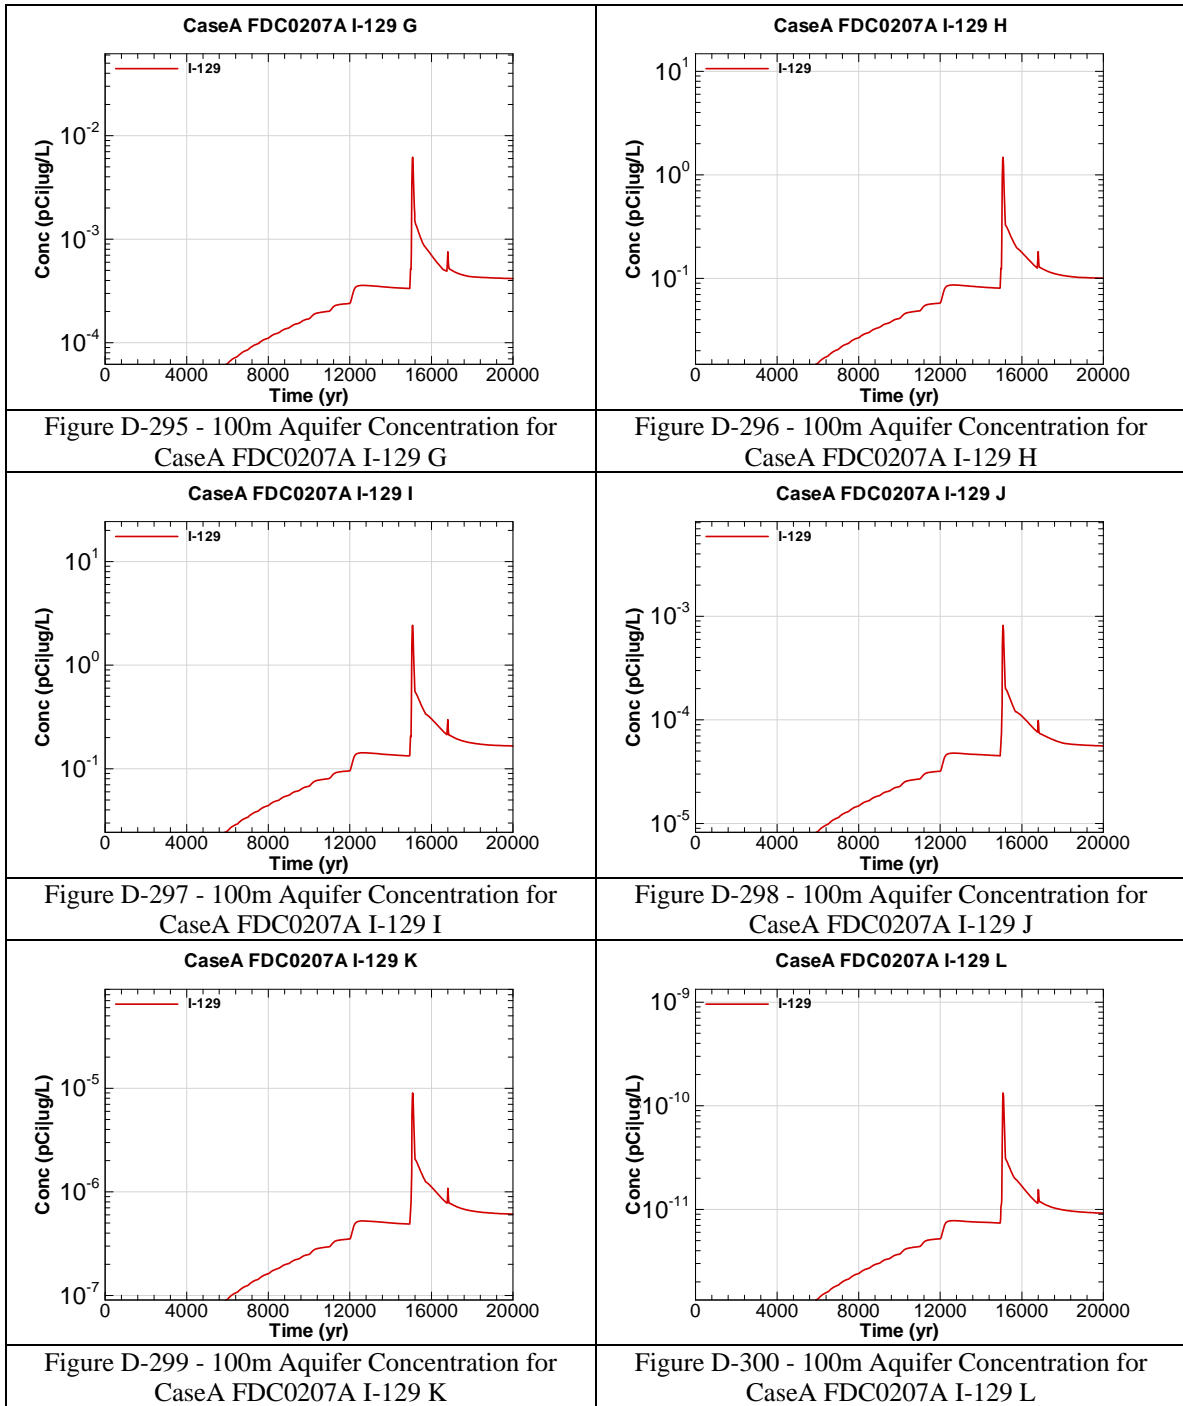 CaseA FDC0207A I-129 G
I-129
Conc (pCi|ug/L)
10-2
10-3
10-4
0 4000 8000 12000 16000 20000
Time (yr)
Figure D-295 - 100m Aquifer Concentration for
CaseA FDC0207A I-129 G
CaseA FDC0207A I-129 H
I-129
Conc (pCi|ug/L)
101
100
10-1
0 4000 8000 12000 16000 20000
Time (yr)
Figure D-296 - 100m Aquifer Concentration for
CaseA FDC0207A I-129 H
CaseA FDC0207A I-129 I
I-129
Conc (pCi|ug/L)
101
100
10-1
0 4000 8000 12000 16000 20000
Time (yr)
Figure D-297 - 100m Aquifer Concentration for
CaseA FDC0207A I-129 I
CaseA FDC0207A I-129 J
I-129
Conc (pCi|ug/L)
10-3
10-4
10-5
0 4000 8000 12000 16000 20000
Time (yr)
Figure D-298 - 100m Aquifer Concentration for
CaseA FDC0207A I-129 J
CaseA FDC0207A I-129 K
I-129
Conc (pCi|ug/L)
10-5
10-6
10-7
0 4000 8000 12000 16000 20000
Time (yr)
Figure D-299 - 100m Aquifer Concentration for
CaseA FDC0207A I-129 K
CaseA FDC0207A I-129 L
I-129
Conc (pCi|ug/L)
10-9
10-10
10-11
0 4000 8000 12000 16000 20000
Time (yr)
Figure D-300 - 100m Aquifer Concentration for
CaseA FDC0207A I-129 L